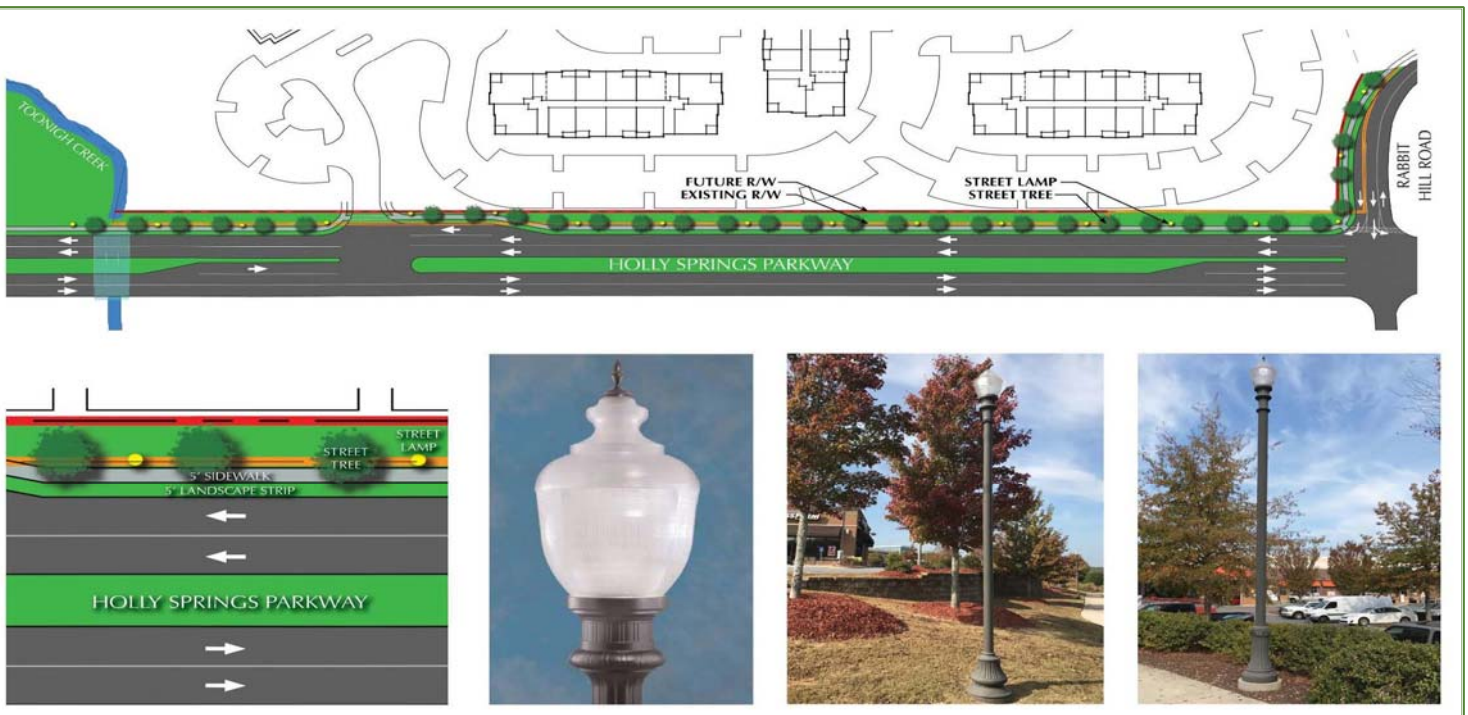 TOONIGH CREEK
FUTURE R/W
EXISTING R/W
STREET LAMP
STREET TREE
RABBIT
HILL ROAD
HOLLY SPRINGS PARKWAY
STREET
LAMP
STREET
TREE
5' SIDEWALK
5' LANDSCAPE STRIP
HOLLY SPRINGS PARKWAY